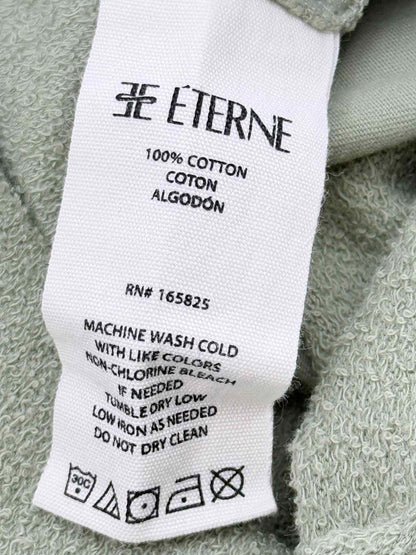 ÉTERNE
100% COTTON
COTON
ALGODÓN
RN# 165825
MACHINE WASH COLD
WITH LIKE COLORS
NON-CHLORINE BLEACH
IF NEEDED
TUMBLE DRY LOW
LOW IRON AS NEEDED
DO NOT DRY CLEAN
30C